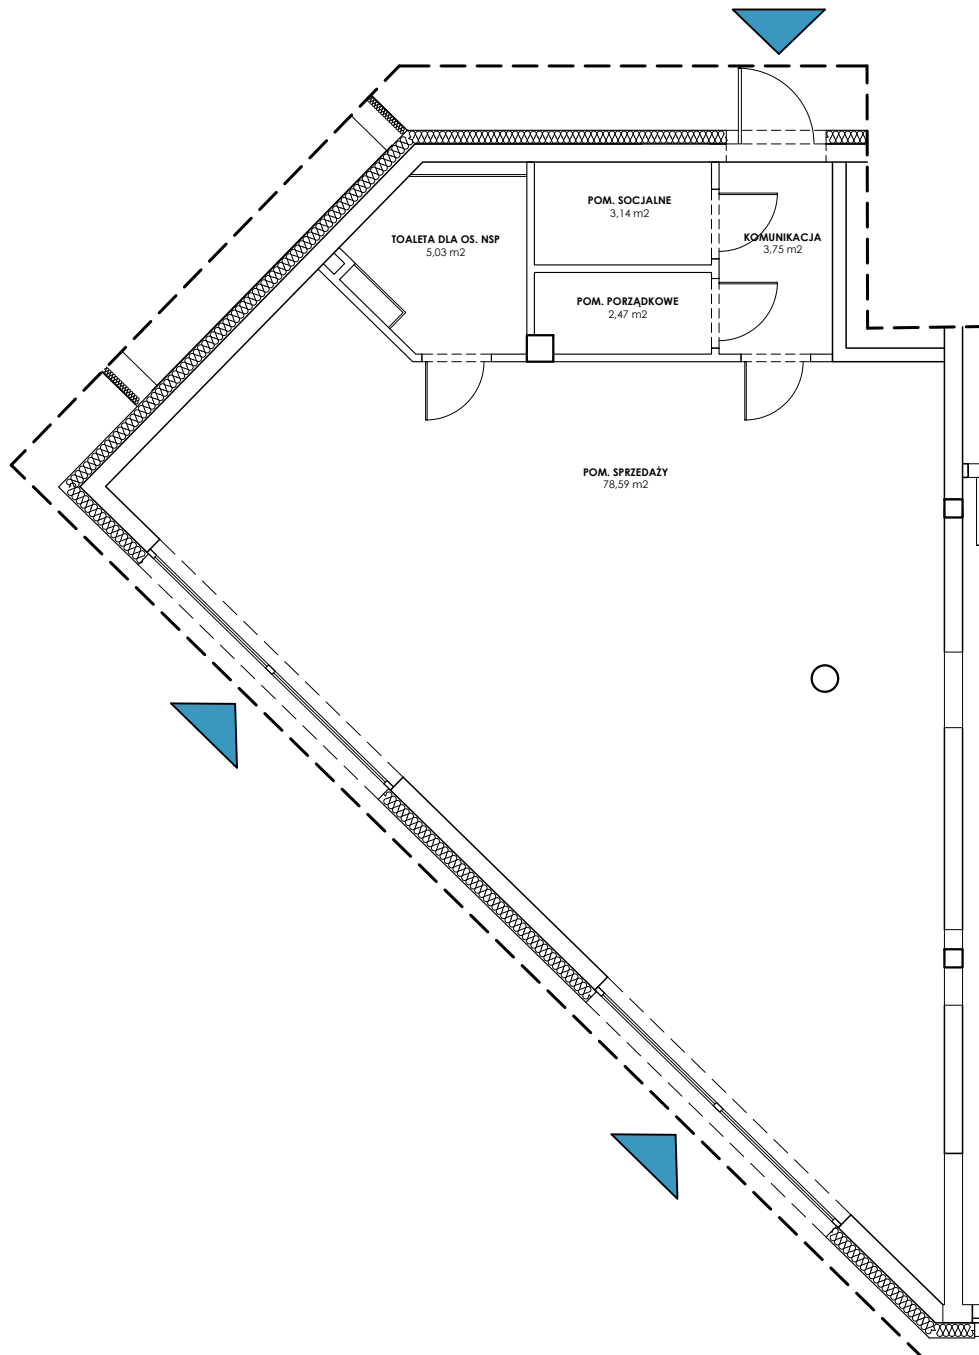 POM. SOCJALNE
3,14 m2
TOALETA DLA OS. NSP
5,03 m2
KOMUNIKACJA
3,75 m2
POM. PORZĄDKOWE
2,47 m2
POM. SPRZEDAŻY
78,59 m2